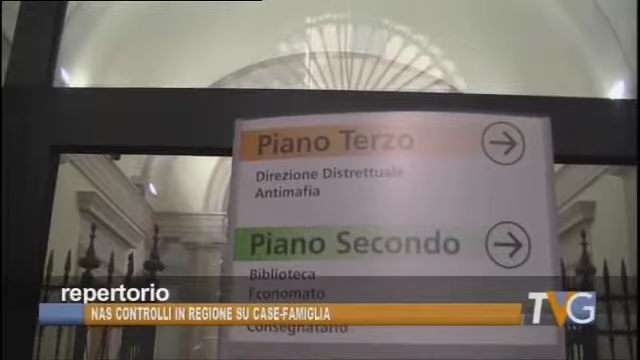 Piano Terzo
Direzione Distrettuale
Antimafia
Piano Secondo
Biblioteca
Economato
Consegnatario
repertorio
NAS CONTROLLI IN REGIONE SU CASE-FAMIGLIA
TVG